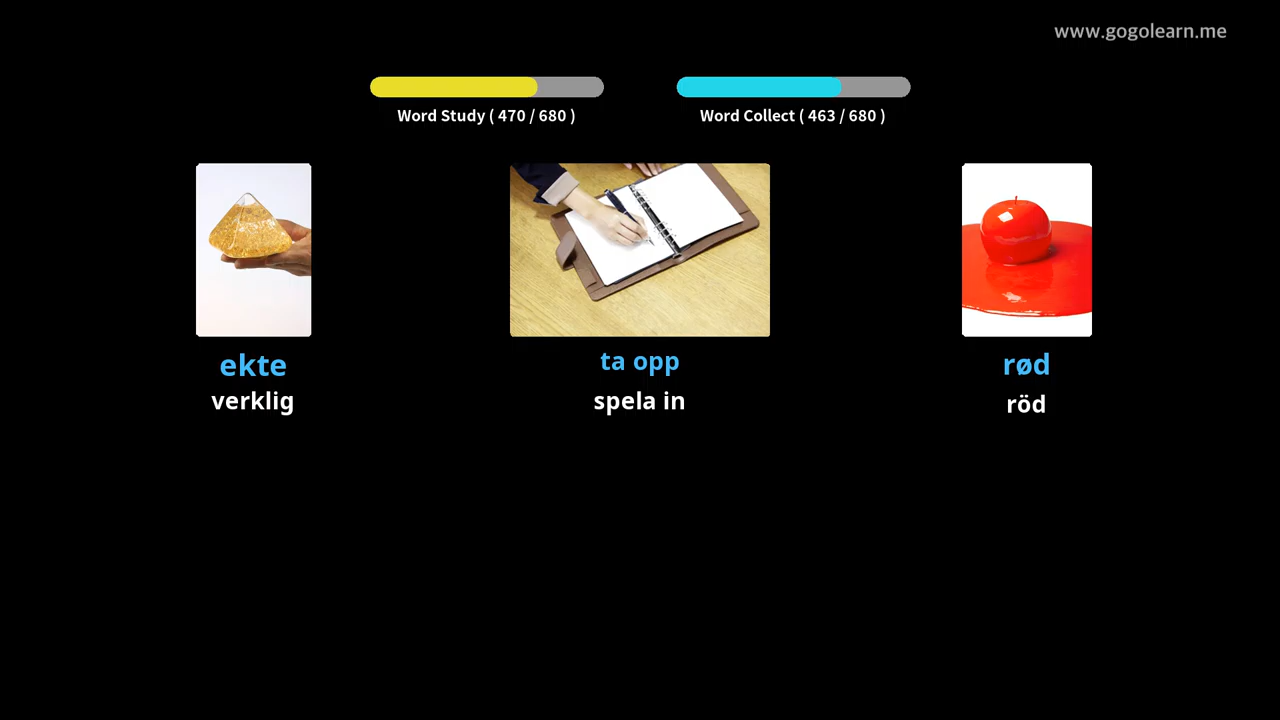 www.gogolearn.me
Word Study ( 470 / 680 )
Word Collect ( 463 / 680 )
ekte
verklig
ta opp
spela in
rød
röd